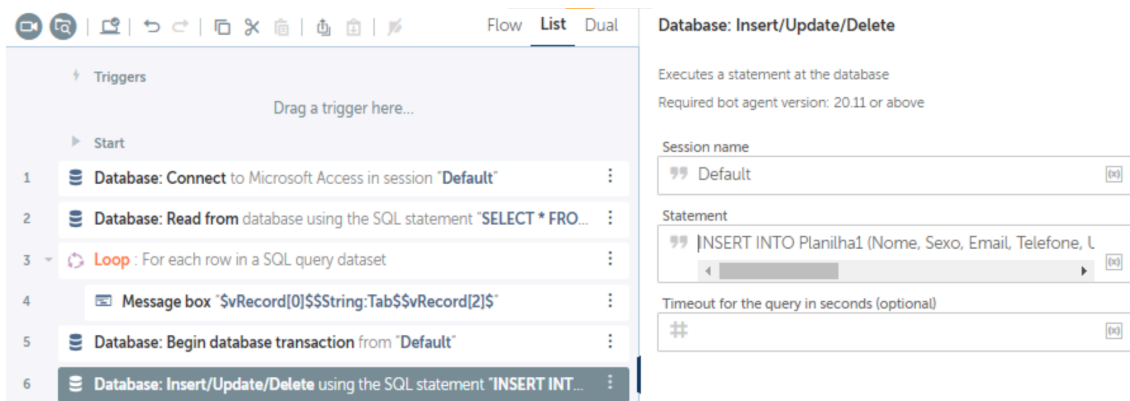 Flow List Dual
Triggers
Drag a trigger here...
Start
1 Database: Connect to Microsoft Access in session "Default"
2 Database: Read from database using the SQL statement "SELECT * FRO...
3 Loop : For each row in a SQL query dataset
4 Message box "$vRecord[0]$$String:Tab$$vRecord[2]$"
5 Database: Begin database transaction from "Default"
6 Database: Insert/Update/Delete using the SQL statement "INSERT INT...
Database: Insert/Update/Delete
Executes a statement at the database
Required bot agent version: 20.11 or above
Session name
Default
(x)
Statement
INSERT INTO Planilha1 (Nome, Sexo, Email, Telefone,
(x)
Timeout for the query in seconds (optional)
#
(x)